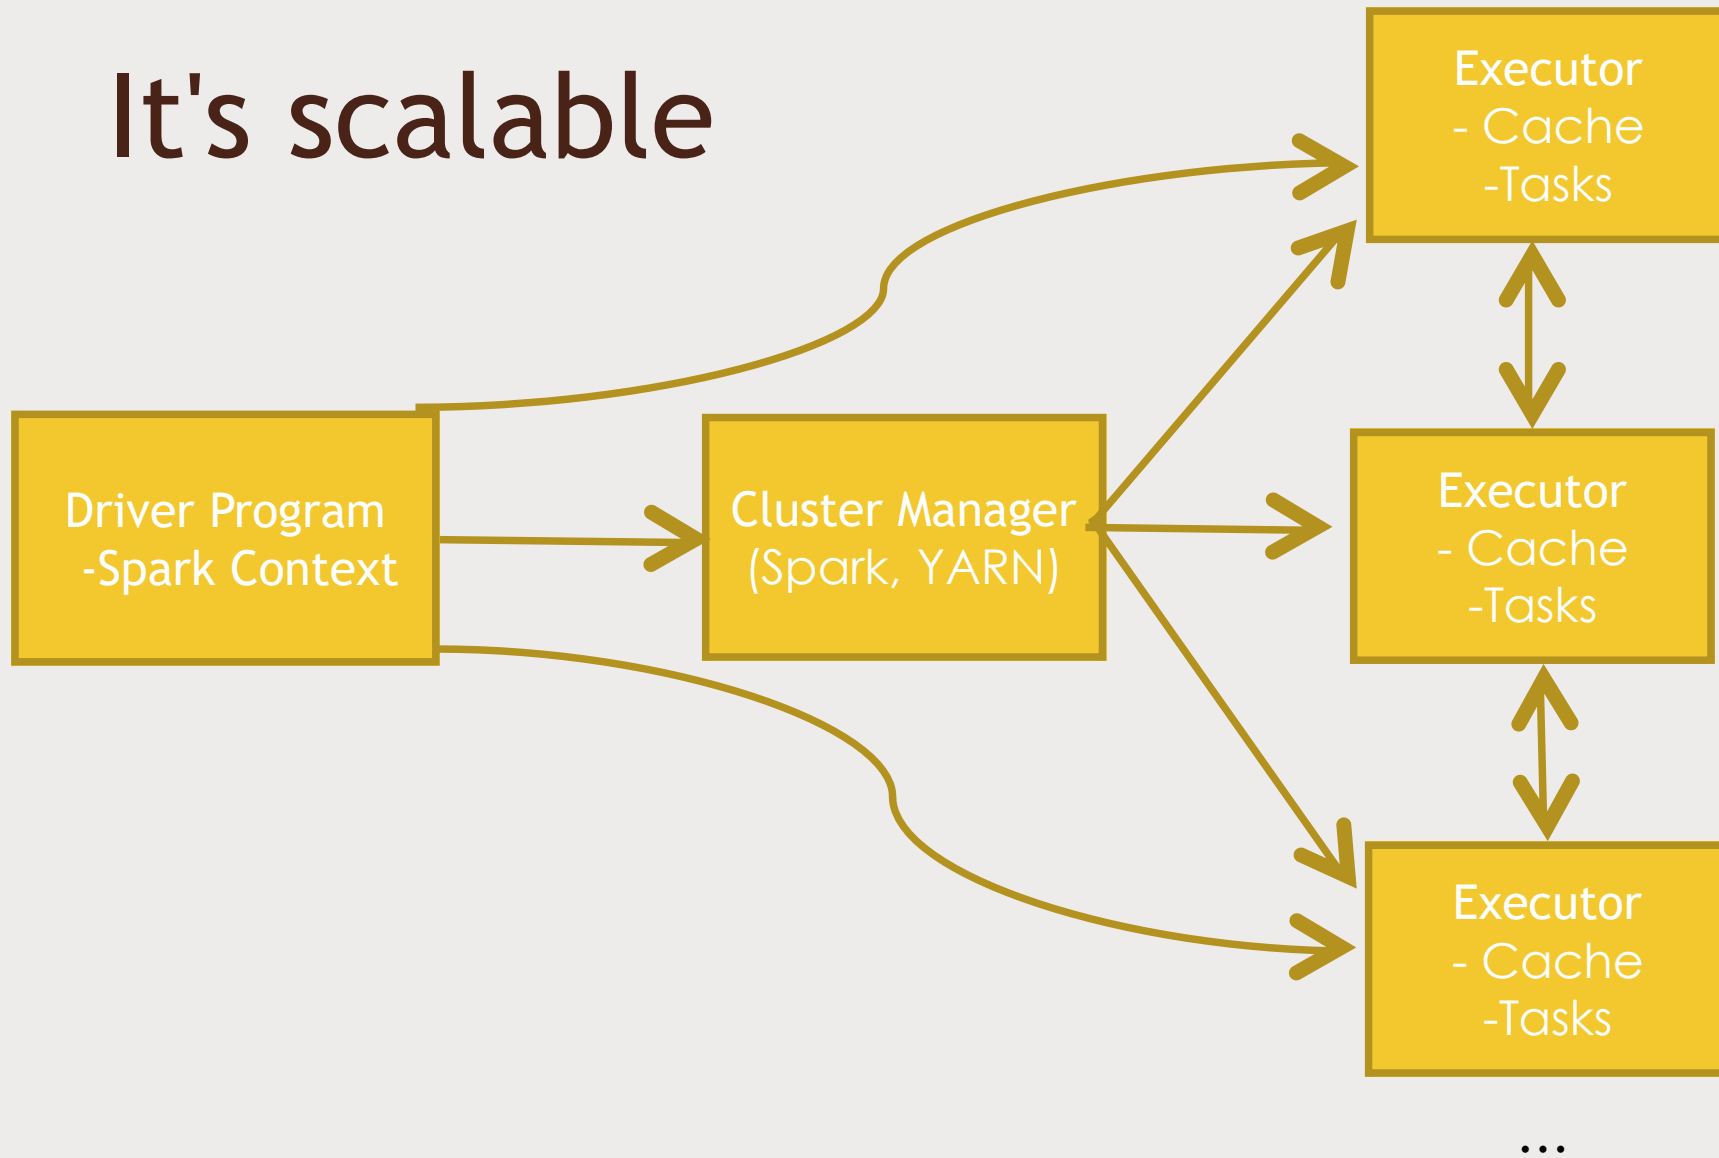 It's scalable
Executor
- Cache
-Tasks
Driver Program
-Spark Context
Cluster Manager
(Spark, YARN)
Executor
- Cache
-Tasks
Executor
- Cache
-Tasks
...